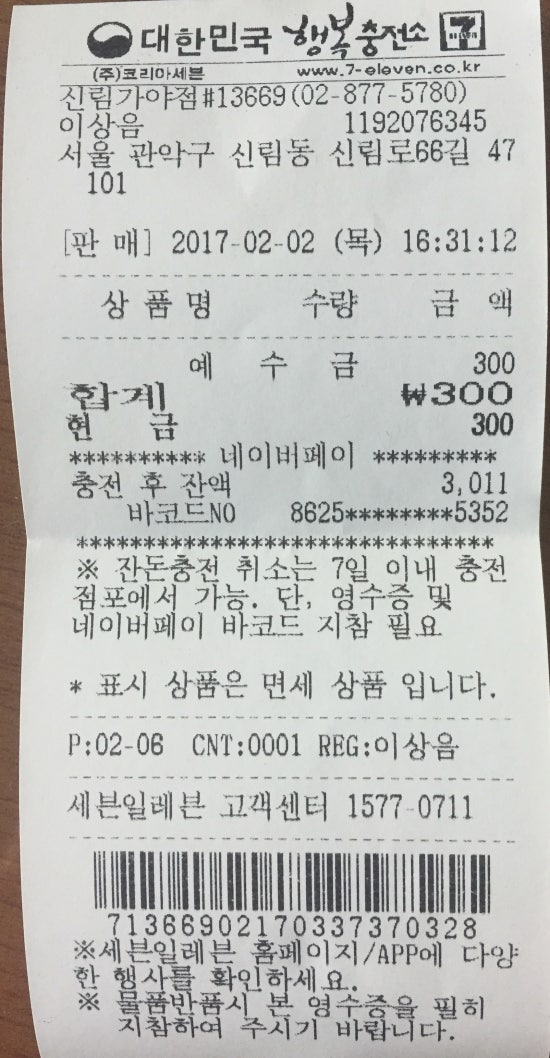 대한민국 행복충전소 7 ELEVEN
(주)코리아세븐 www.7-eleven.co.kr
신림가야점#13669(02-877-5780)
이상음 1192076345
서울 관악구 신림동 신림로66길 47
101
[판 매] 2017-02-02 (목) 16:31:12
상 품 명 수량 금 액
예 수 금 300
합계 ₩300
현 금 300
********** 네이버페이 *********
충전 후 잔액 3,011
바코드NO 8625********5352
********************************
※ 잔돈충전 취소는 7일 이내 충전
점포에서 가능. 단, 영수증 및
네이버페이 바코드 지참 필요
* 표시 상품은 면세 상품 입니다.
P:02-06 CNT:0001 REG:이상음
세븐일레븐 고객센터 1577-0711
71366902170337370328
※세븐일레븐 홈페이지/APP에 다양
한 행사를 확인하세요.
※ 물품반품시 본 영수증을 필히
지참하여 주시기 바랍니다.